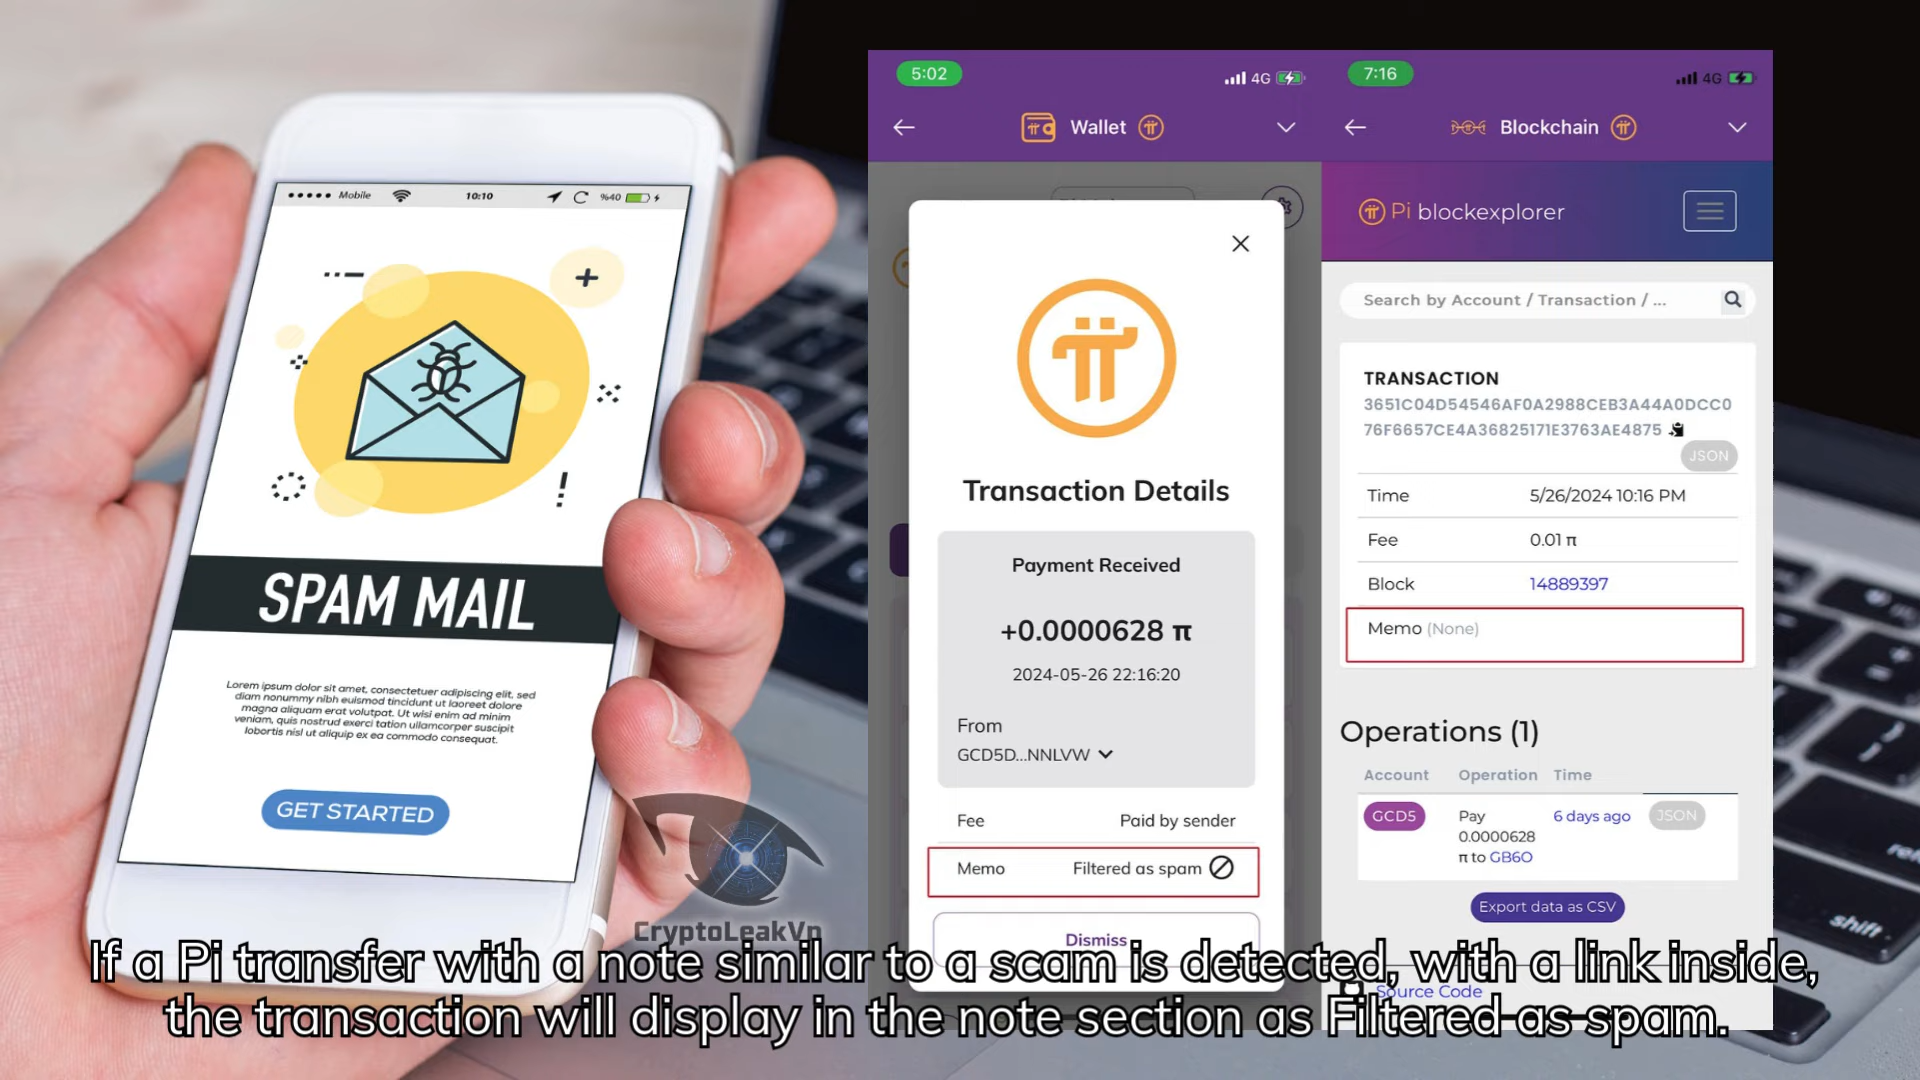 Mobile
10:10
%40
SPAM MAIL
Lorem ipsum dolor sit amet, consectetuer adipiscing elit, sed
diam nonummy nibh euismod tincidunt ut laoreet dolore
magna aliquam erat volutpat. Ut wisi enim ad minim
veniam, quis nostrud exerci tation ullamcorper suscipit
lobortis nisl ut aliquip ex ea commodo consequat.
GET STARTED
CryptoLeakVn
5:02
4G
Wallet
Transaction Details
Payment Received
+0.0000628 π
2024-05-26 22:16:20
From
GCD5D...NNLVW
Fee Paid by sender
Memo Filtered as spam
Dismiss
7:16
4G
Blockchain
Pi blockexplorer
Search by Account / Transaction / ...
TRANSACTION
3651C04D54546AF0A2988CEB3A44A0DCC0
76F6657CE4A36825171E3763AE4875
JSON
Time 5/26/2024 10:16 PM
Fee 0.01 π
Block 14889397
Memo (None)
Operations (1)
Account Operation Time
GCD5 Pay 6 days ago JSON
0.0000628
π to GB6O
Export data as CSV
Source Code
shift
If a Pi transfer with a note similar to a scam is detected, with a link inside,
the transaction will display in the note section as Filtered as spam.